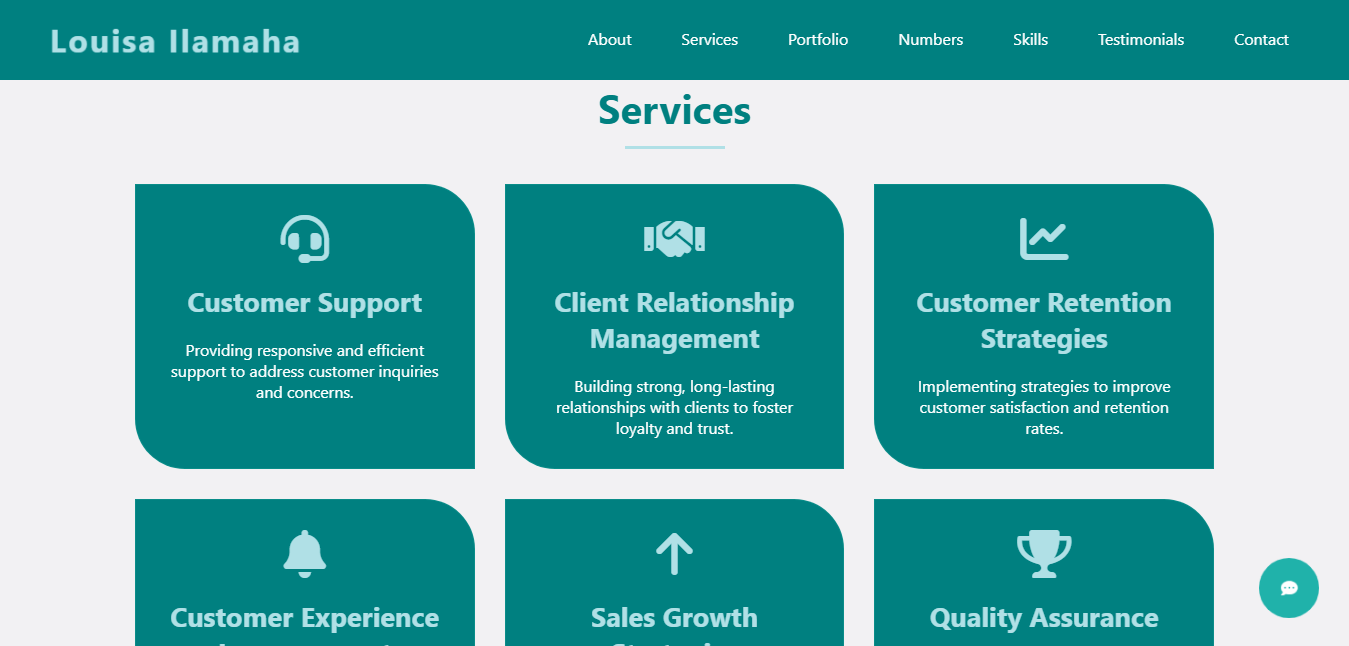 Louisa Ilamaha
About Services Portfolio Numbers Skills Testimonials Contact
Services
Customer Support
Providing responsive and efficient
support to address customer inquiries
and concerns.
Client Relationship
Management
Building strong, long-lasting
relationships with clients to foster
loyalty and trust.
Customer Retention
Strategies
Implementing strategies to improve
customer satisfaction and retention
rates.
Customer Experience
Sales Growth
Quality Assurance